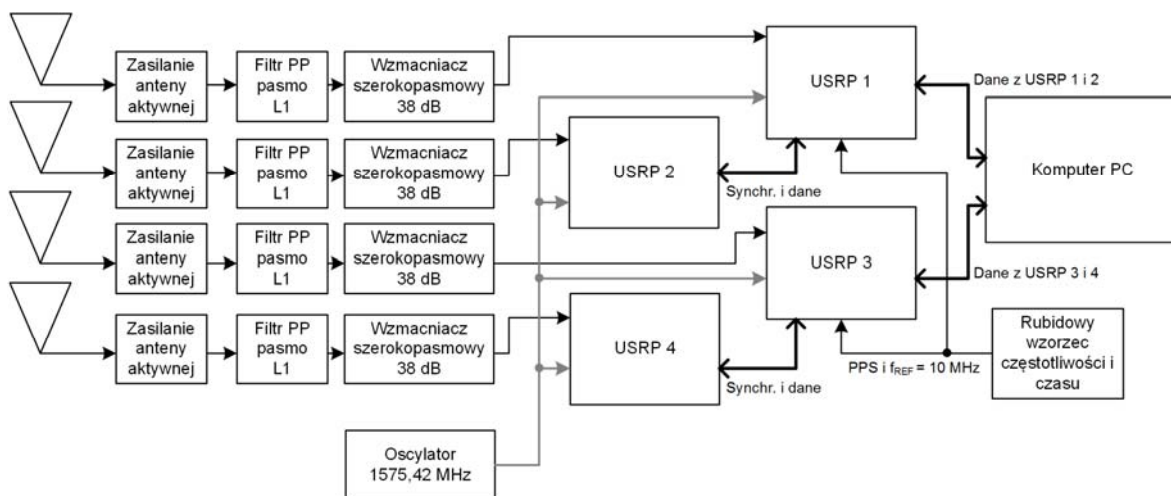 Zasilanie
anteny
aktywnej
Filtr PP
pasmo
L1
Wzmacniacz
szerokopasmowy
38 dB
USRP 1
Dane z USRP 1 i 2
Zasilanie
anteny
aktywnej
Filtr PP
pasmo
L1
Wzmacniacz
szerokopasmowy
38 dB
USRP 2
Synchr. i dane
Komputer PC
Zasilanie
anteny
aktywnej
Filtr PP
pasmo
L1
Wzmacniacz
szerokopasmowy
38 dB
USRP 3
Dane z USRP 3 i 4
Zasilanie
anteny
aktywnej
Filtr PP
pasmo
L1
Wzmacniacz
szerokopasmowy
38 dB
USRP 4
Synchr. i dane
PPS i fREF = 10 MHz
Rubidowy
wzorzec
częstotliwości i
czasu
Oscylator
1575,42 MHz